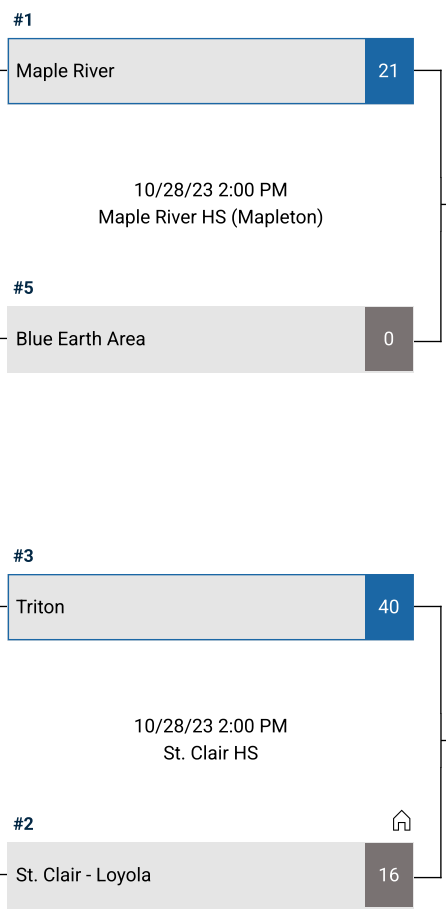 #1
Maple River 21
10/28/23 2:00 PM
Maple River HS (Mapleton)
#5
Blue Earth Area 0
#3
Triton 40
10/28/23 2:00 PM
St. Clair HS
#2
St. Clair - Loyola 16